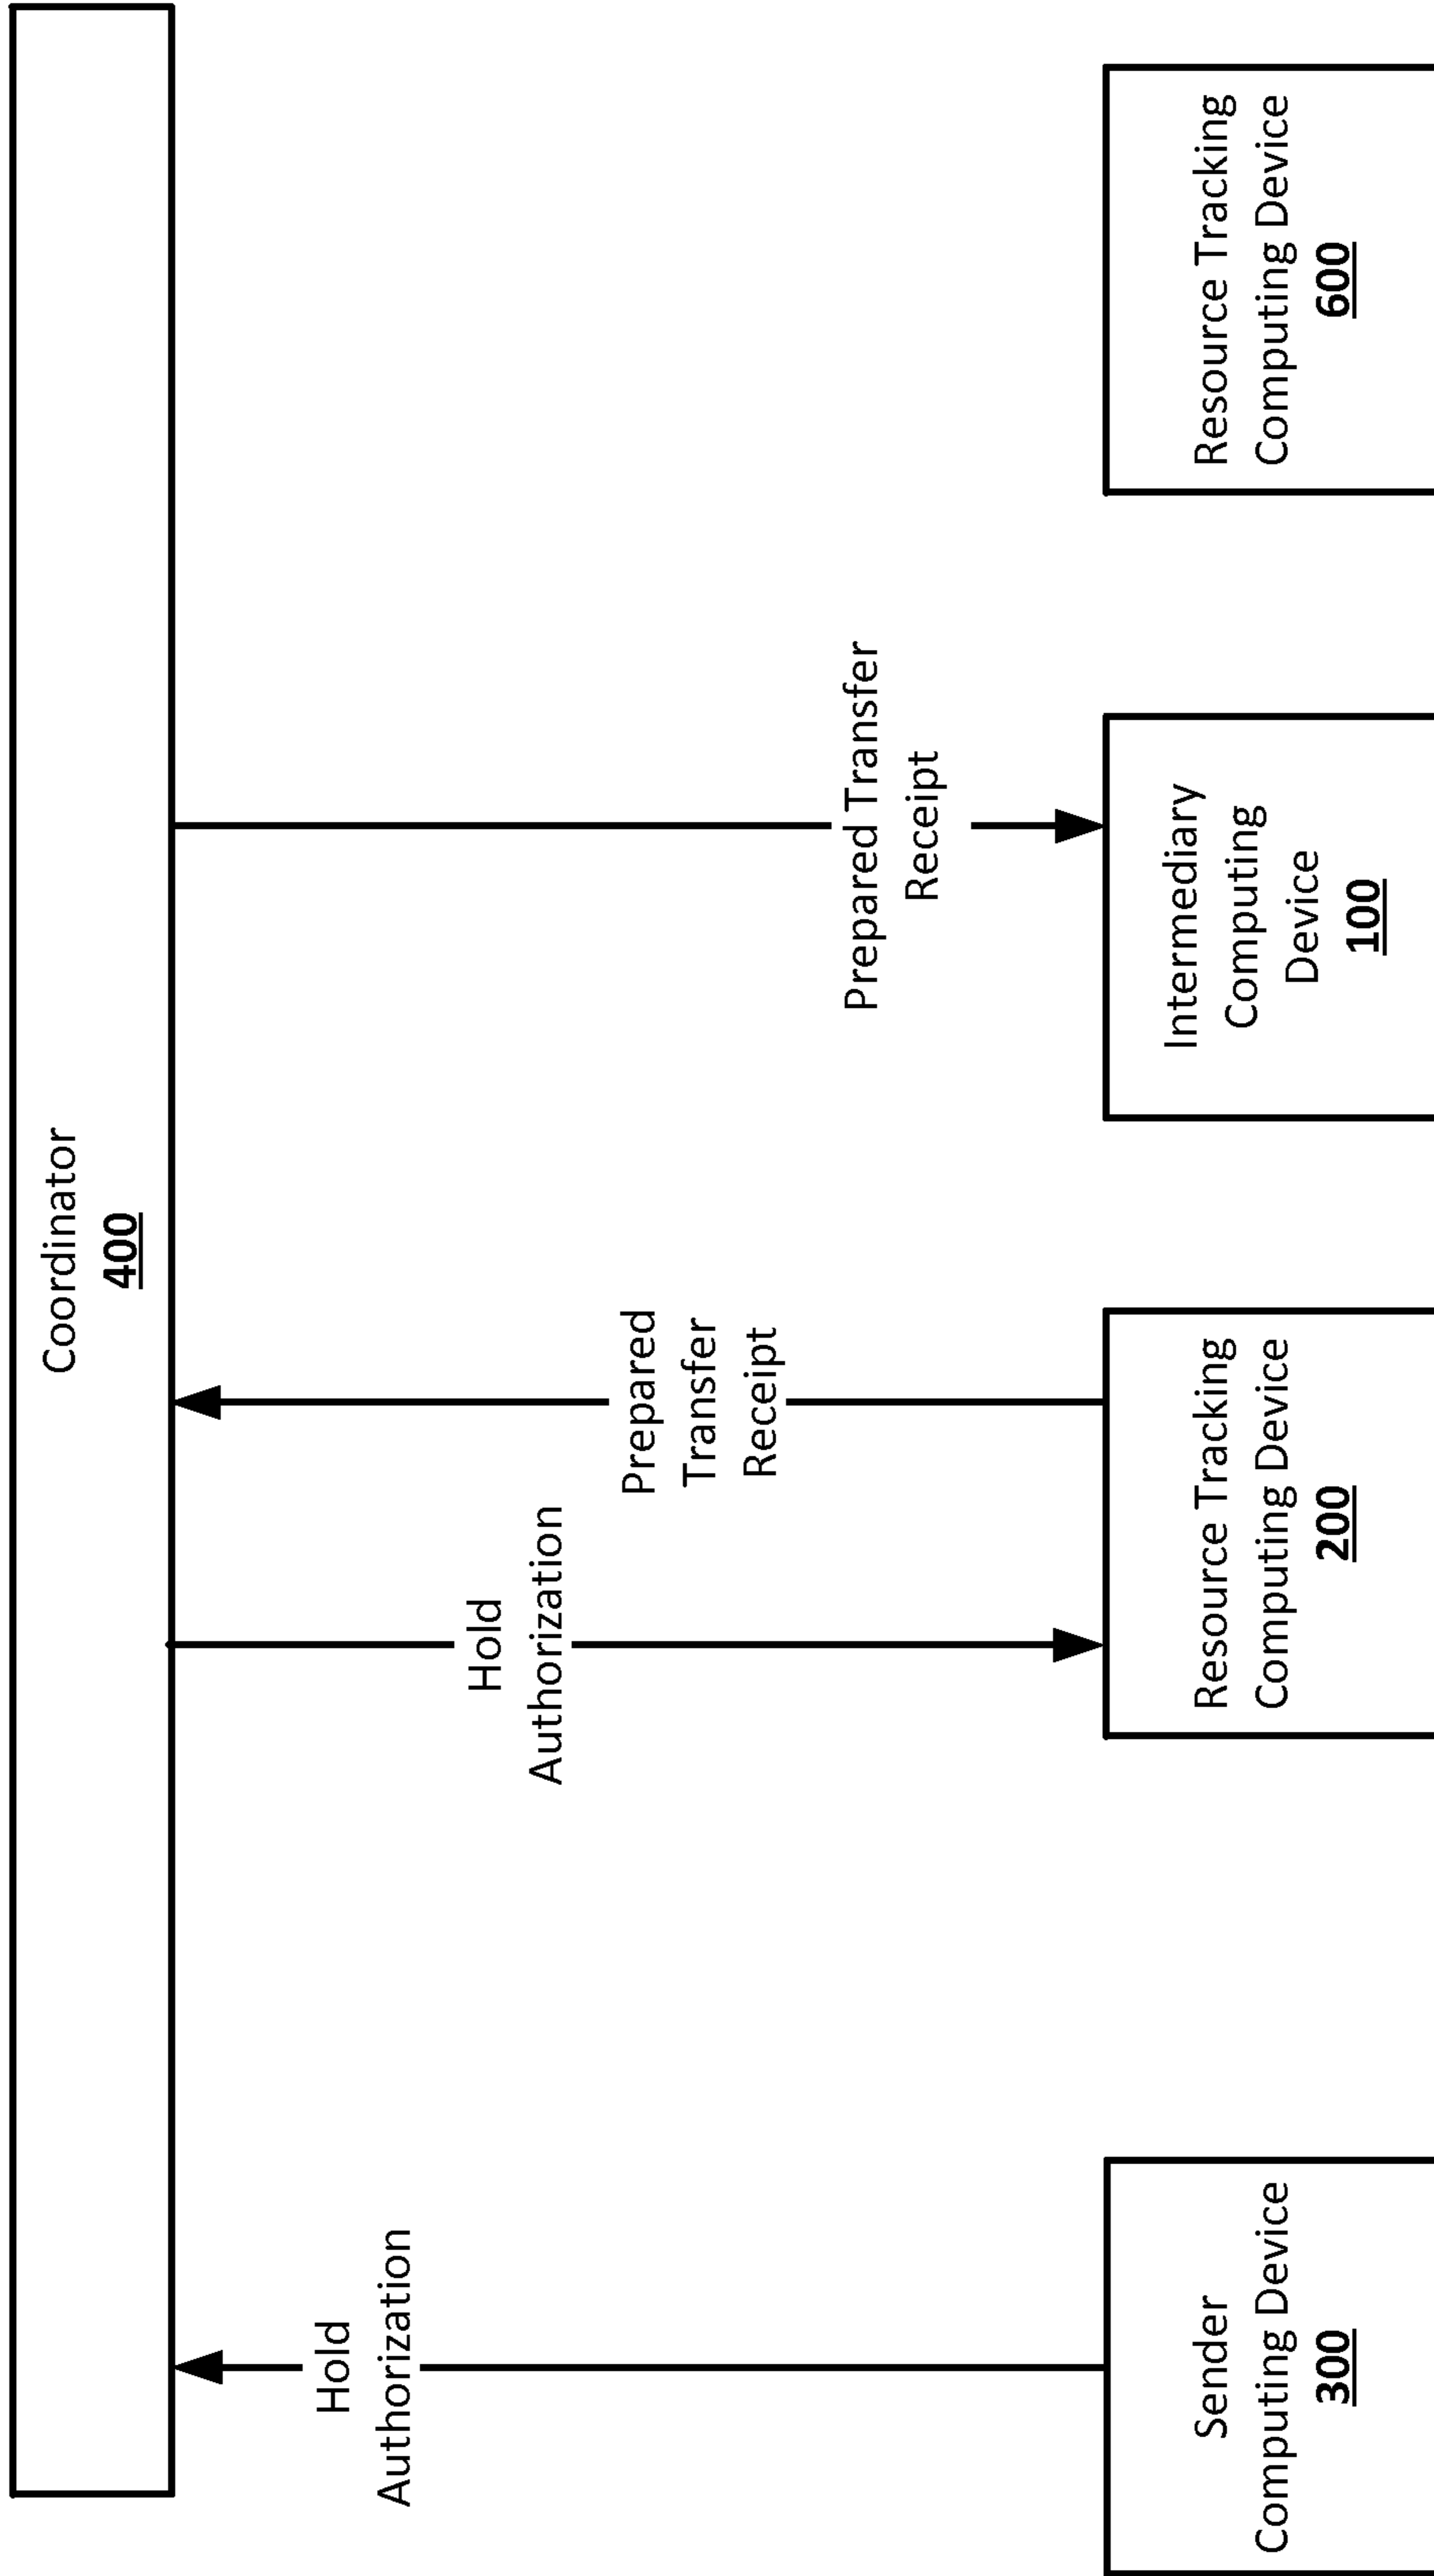 Coordinator
400
Hold
Authorization
Hold
Authorization
Prepared
Transfer
Receipt
Prepared Transfer
Receipt
Sender
Computing Device
300
Resource Tracking
Computing Device
200
Intermediary
Computing
Device
100
Resource Tracking
Computing Device
600